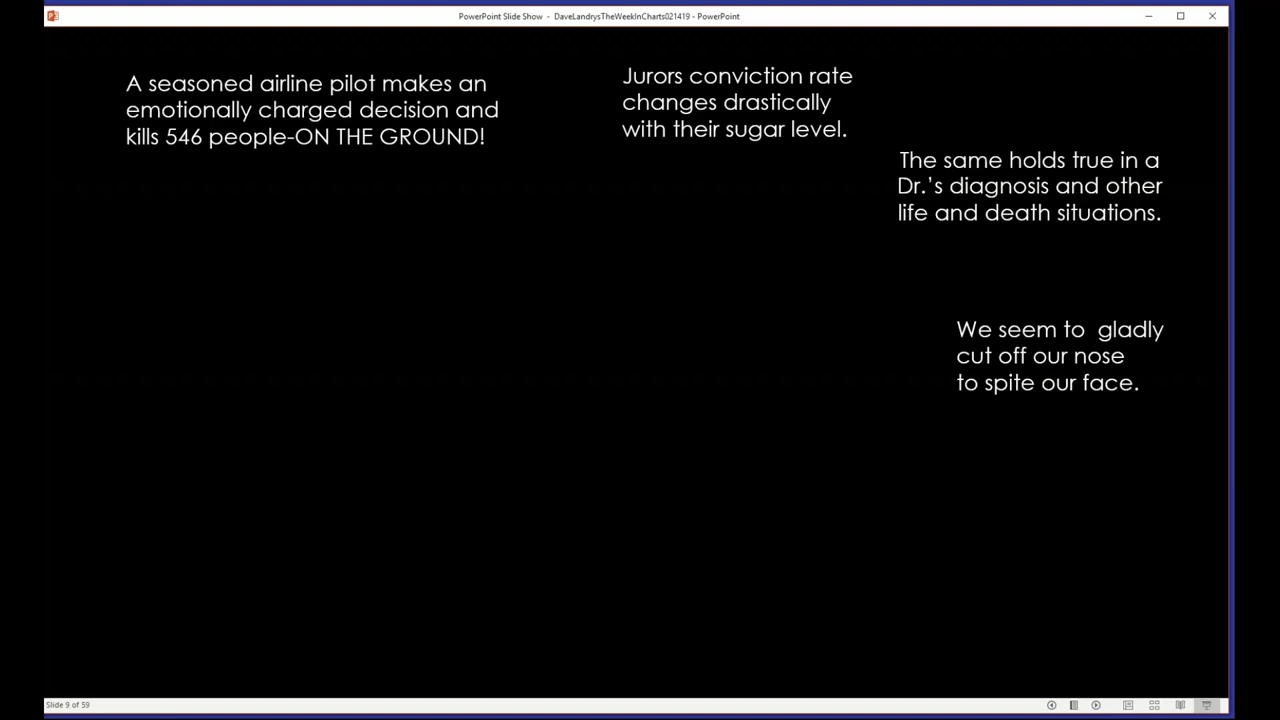 PowerPoint Slide Show - DaveLandrysTheWeekInCharts021419 - PowerPoint
A seasoned airline pilot makes an
emotionally charged decision and
kills 546 people-ON THE GROUND!
Jurors conviction rate
changes drastically
with their sugar level.
The same holds true in a
Dr.’s diagnosis and other
life and death situations.
We seem to  gladly
cut off our nose
to spite our face.
Slide 9 of 59